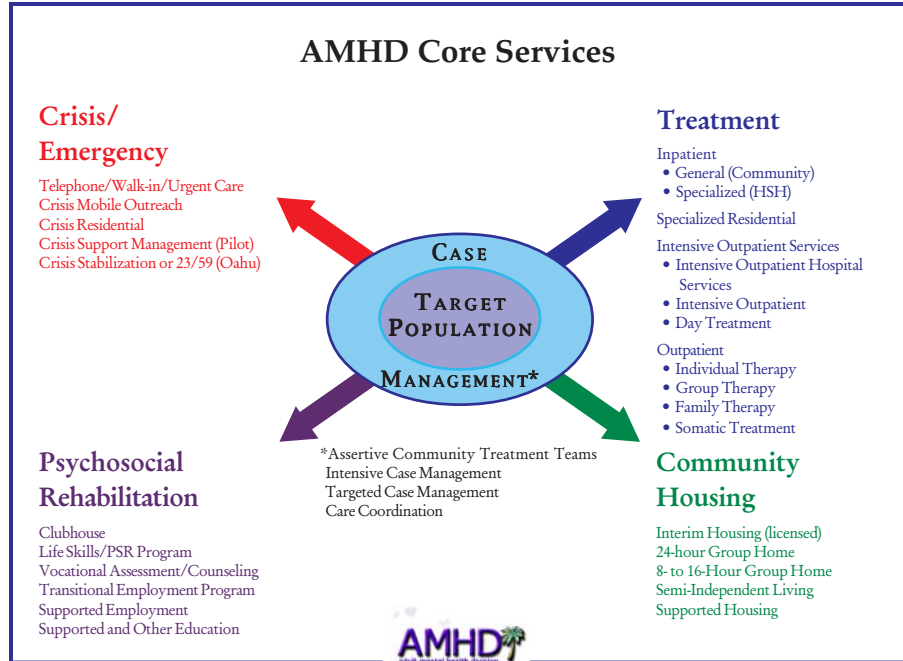 AMHD Core Services
Crisis/
Emergency
Telephone/Walk-in/Urgent Care
Crisis Mobile Outreach
Crisis Residential
Crisis Support Management (Pilot)
Crisis Stabilization or 23/59 (Oahu)
Treatment
Inpatient
• General (Community)
• Specialized (HSH)
Specialized Residential
Intensive Outpatient Services
• Intensive Outpatient Hospital
Services
• Intensive Outpatient
• Day Treatment
Outpatient
• Individual Therapy
• Group Therapy
• Family Therapy
• Somatic Treatment
CASE
TARGET
POPULATION
MANAGEMENT*
*Assertive Community Treatment Teams
Intensive Case Management
Targeted Case Management
Care Coordination
Psychosocial
Rehabilitation
Clubhouse
Life Skills/PSR Program
Vocational Assessment/Counseling
Transitional Employment Program
Supported Employment
Supported and Other Education
Community
Housing
Interim Housing (licensed)
24-hour Group Home
8- to 16-Hour Group Home
Semi-Independent Living
Supported Housing
AMHD
adult mental health division